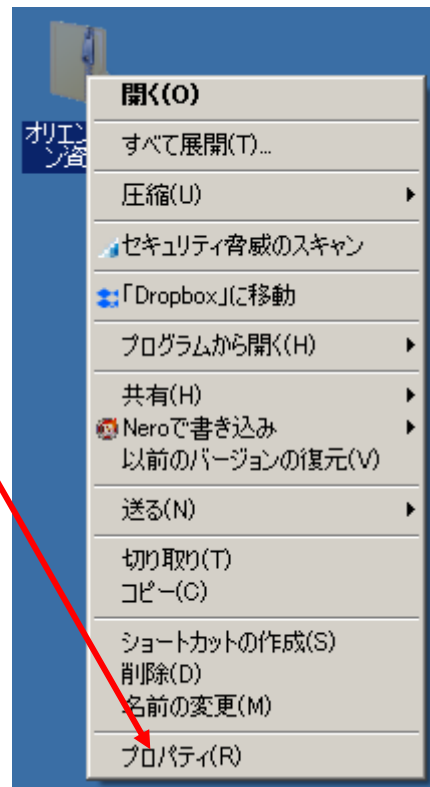 開く(O)
オリエン
ン資
すべて展開(T)...
圧縮(U)
セキュリティ脅威のスキャン
「Dropbox」に移動
プログラムから開く(H)
共有(H)
Neroで書き込み
以前のバージョンの復元(V)
送る(N)
切り取り(T)
コピー(C)
ショートカットの作成(S)
削除(D)
名前の変更(M)
プロパティ(R)